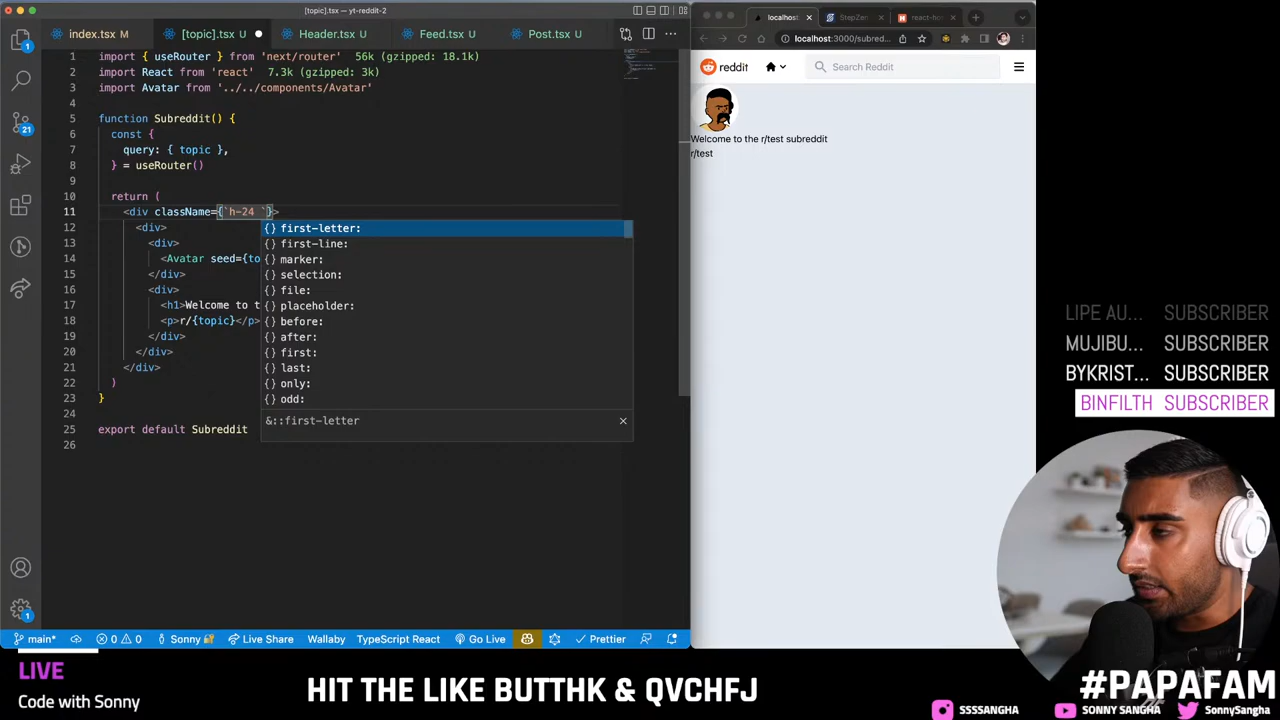 [topic].tsx — yt-reddit-2
index.tsx M
[topic].tsx U
Header.tsx U
Feed.tsx U
Post.tsx U
1 import { useRouter } from 'next/router' 56k (gzipped: 18.1k)
2 import React from 'react' 7.3k (gzipped: 3k)
3 import Avatar from '../../components/Avatar'
4
5 function Subreddit() {
6 const {
7 query: { topic },
8 } = useRouter()
9
10 return (
11 <div className={`h-24 `}>
12 <div>
13 <div>
14 <Avatar seed={to
15 </div>
16 <div>
17 <h1>Welcome to t
18 <p>r/{topic}</p>
19 </div>
20 </div>
21 </div>
22 )
23 }
24
25 export default Subreddit
26
{} first-letter:
{} first-line:
{} marker:
{} selection:
{} file:
{} placeholder:
{} before:
{} after:
{} first:
{} last:
{} only:
{} odd:
&::first-letter
1
21
1
main*
0 0
Sonny
Live Share
Wallaby
TypeScript React
Go Live
Prettier
localhost:
StepZen
react-ho
localhost:3000/subred...
reddit
Search Reddit
Welcome to the r/test subreddit
r/test
LIPE AU... SUBSCRIBER
MUJIBU... SUBSCRIBER
BYKRIST... SUBSCRIBER
BINFILTH SUBSCRIBER
LIVE
Code with Sonny
HIT THE LIKE BUTTHK & QVCHFJ
#PAPAFAM
SSSSANGHA
SONNY SANGHA
SonnySangha